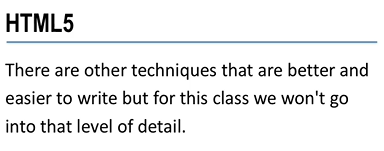 HTML5
There are other techniques that are better and
easier to write but for this class we won't go
into that level of detail.